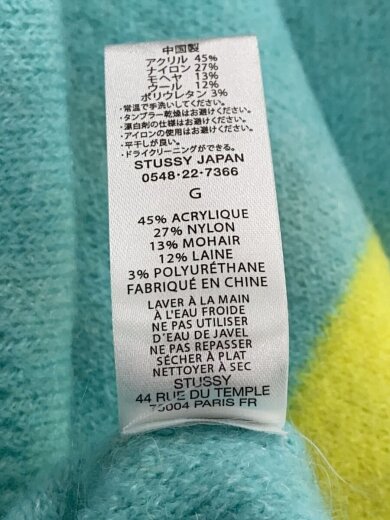 中国製
アクリル 45%
ナイロン 27%
モヘヤ 13%
ウール 12%
ポリウレタン 3%
・常温で手洗いしてください。
・タンブラー乾燥はお避けください。
・漂白剤の仕様はお避けください。
・アイロンの使用はお避けください。
・平干しが良い。
・ドライクリーニングができる。
STUSSY JAPAN
0548-22-7366
G
45% ACRYLIQUE
27% NYLON
13% MOHAIR
12% LAINE
3% POLYURÉTHANE
FABRIQUÉ EN CHINE
LAVER À LA MAIN
À L'EAU FROIDE
NE PAS UTILISER
D'EAU DE JAVEL
NE PAS REPASSER
SÉCHER À PLAT
NETTOYER À SEC
STUSSY
44 RUE DU TEMPLE
75004 PARIS FR